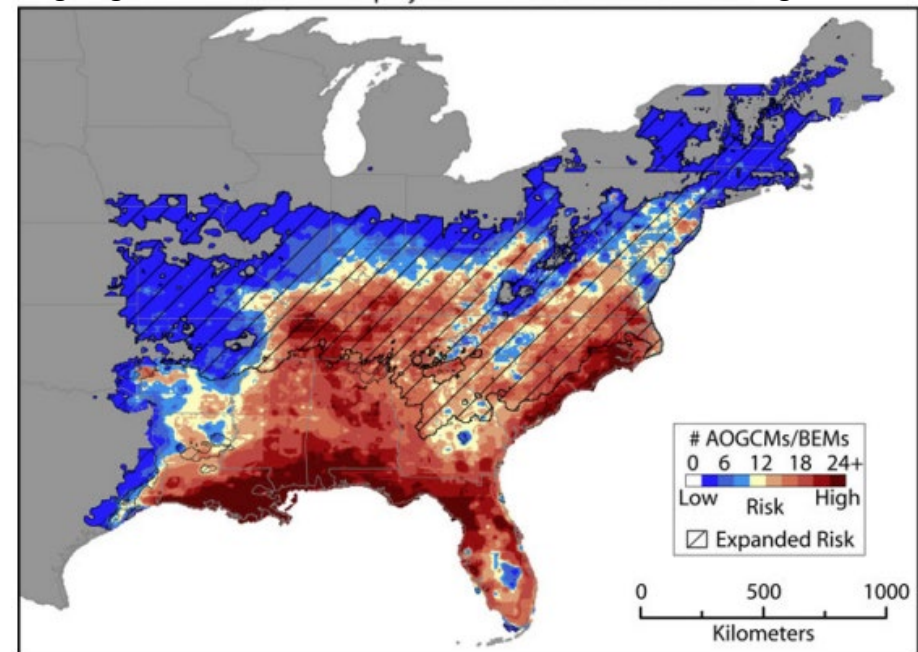 # AOGCMs/BEMs
0 6 12 18 24+
Low Risk High
Expanded Risk
0 500 1000
Kilometers